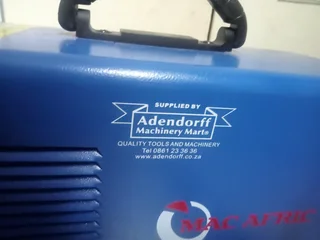 SUPPLIED BY
Adendorff
Machinery Mart®
QUALITY TOOLS AND MACHINERY
Tel 0861 23 36 36
www.adendorff.co.za
MAC AFRIC